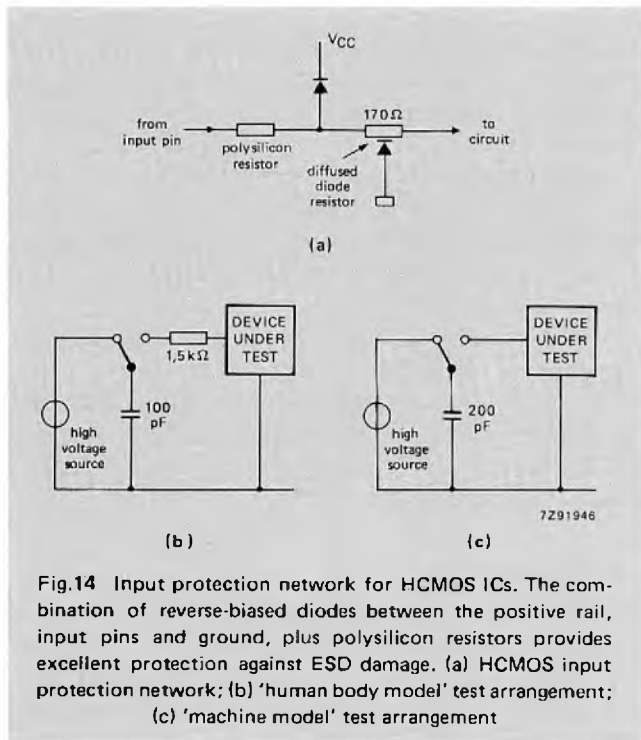 (a)
VCC
from
input pin
polysilicon
resistor
170Ω
diffused
diode
resistor
to
circuit
(b)
high
voltage
source
100
pF
1,5kΩ
DEVICE
UNDER
TEST
(c)
high
voltage
source
200
pF
DEVICE
UNDER
TEST
7Z91946
Fig.14 Input protection network for HCMOS ICs. The com-
bination of reverse-biased diodes between the positive rail,
input pins and ground, plus polysilicon resistors provides
excellent protection against ESD damage. (a) HCMOS input
protection network; (b) 'human body model' test arrangement;
(c) 'machine model' test arrangement